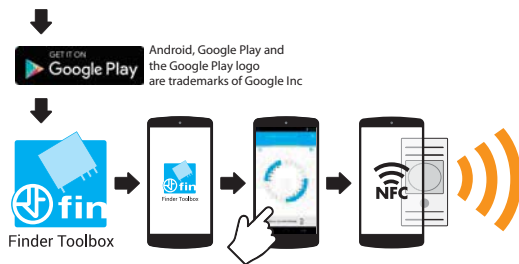 GET IT ON
Google Play
Android, Google Play and
the Google Play logo
are trademarks of Google Inc
fin
Finder Toolbox
fin
Finder Toolbox
NFC